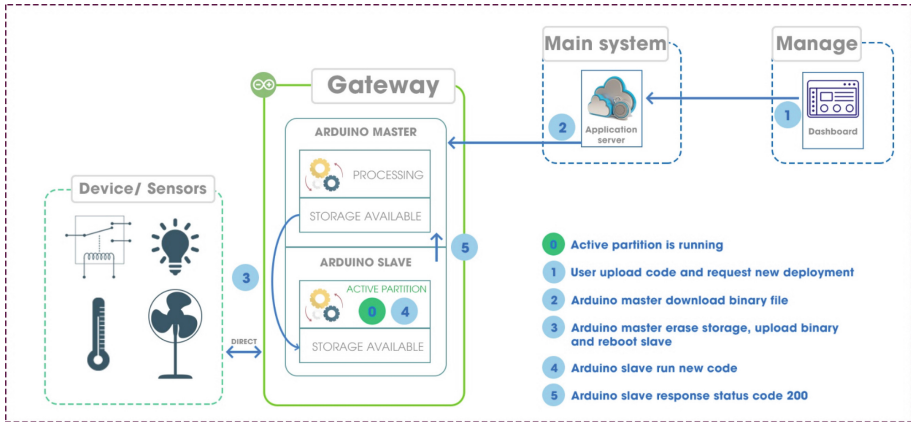 Main system
Manage
Gateway
2
Application
server
1
Dashboard
ARDUINO MASTER
PROCESSING
STORAGE AVAILABLE
Device/ Sensors
3
5
ARDUINO SLAVE
ACTIVE PARTITION
0 4
STORAGE AVAILABLE
DIRECT
0 Active partition is running
1 User upload code and request new deployment
2 Arduino master download binary file
3 Arduino master erase storage, upload binary
and reboot slave
4 Arduino slave run new code
5 Arduino slave response status code 200